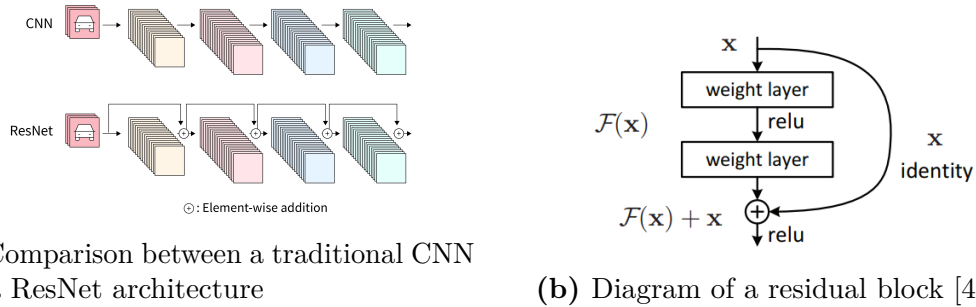 CNN
ResNet
⊕: Element-wise addition
Comparison between a traditional CNN
ResNet architecture
x
weight layer
relu
F(x)
x
weight layer
identity
F(x) + x
relu
(b) Diagram of a residual block [4